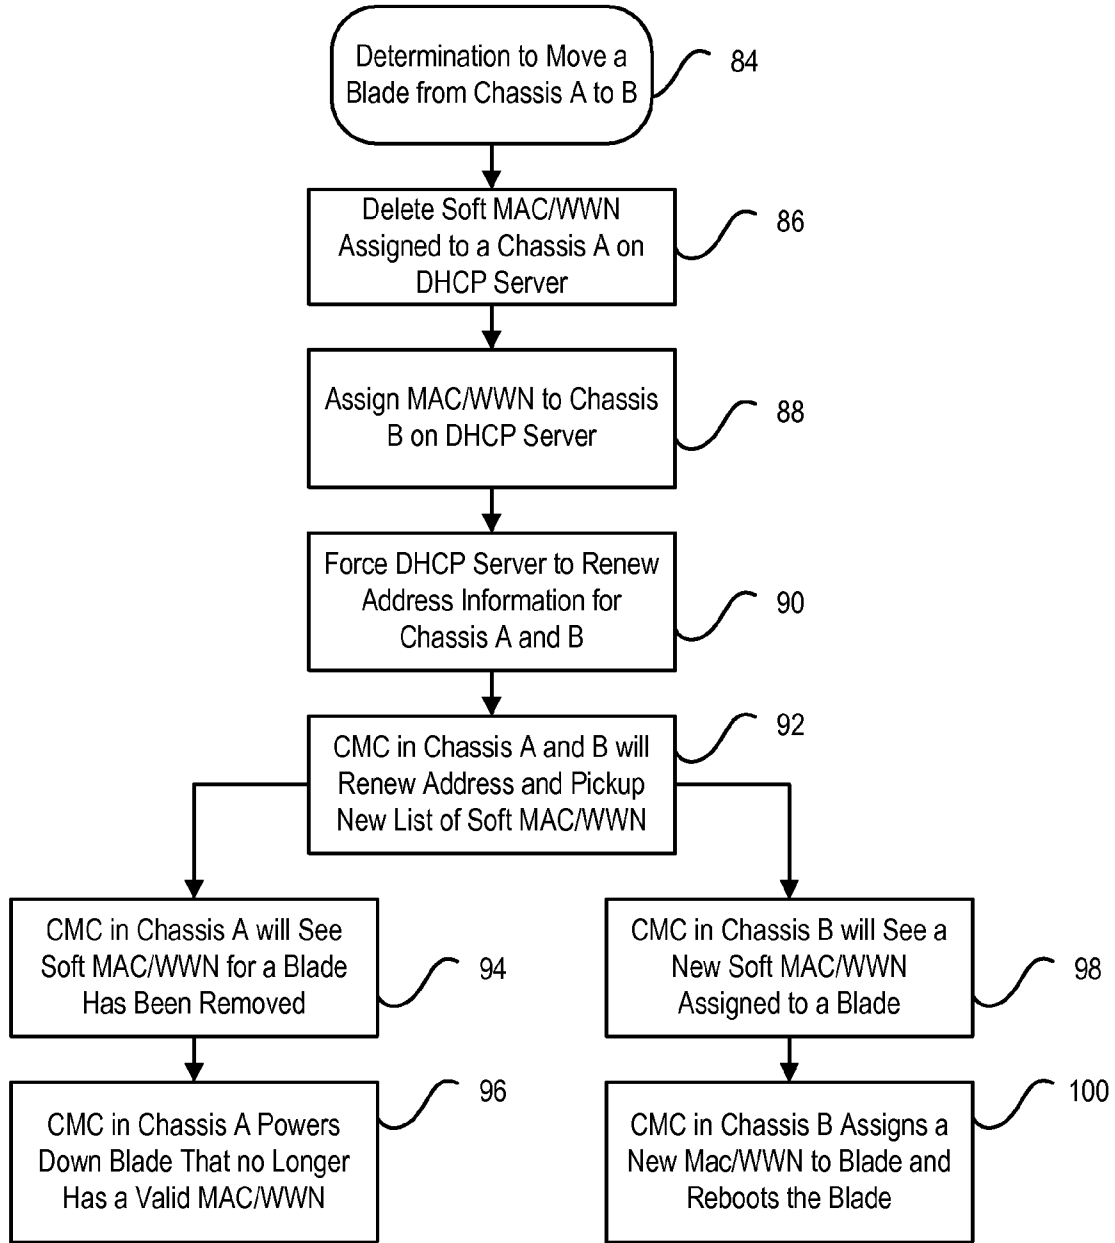 Determination to Move a
Blade from Chassis A to B
84
Delete Soft MAC/WWN
Assigned to a Chassis A on
DHCP Server
86
Assign MAC/WWN to Chassis
B on DHCP Server
88
Force DHCP Server to Renew
Address Information for
Chassis A and B
90
CMC in Chassis A and B will
Renew Address and Pickup
New List of Soft MAC/WWN
92
CMC in Chassis A will See
Soft MAC/WWN for a Blade
Has Been Removed
94
CMC in Chassis B will See a
New Soft MAC/WWN
Assigned to a Blade
98
CMC in Chassis A Powers
Down Blade That no Longer
Has a Valid MAC/WWN
96
CMC in Chassis B Assigns a
New Mac/WWN to Blade and
Reboots the Blade
100